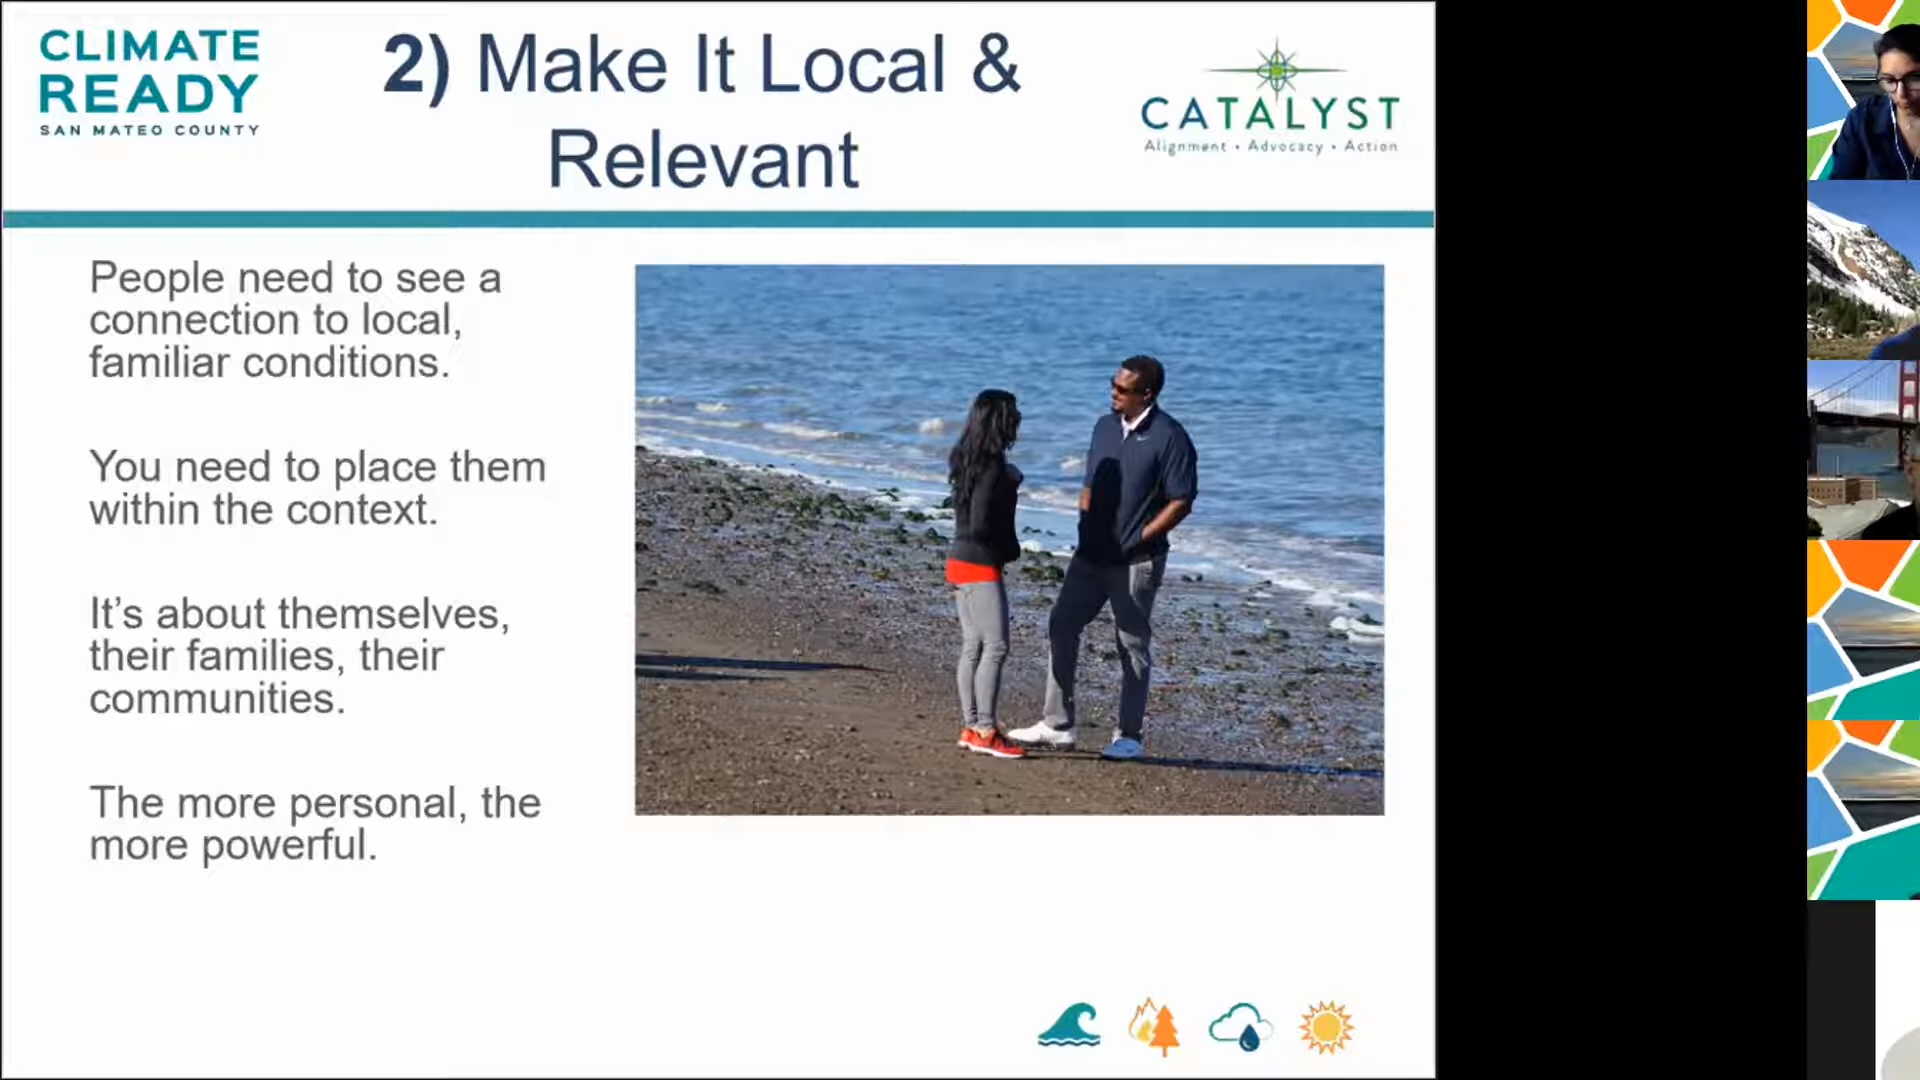 CLIMATE
READY
SAN MATEO COUNTY
2) Make It Local &
Relevant
CATALYST
Alignment • Advocacy • Action
People need to see a
connection to local,
familiar conditions.
You need to place them
within the context.
It’s about themselves,
their families, their
communities.
The more personal, the
more powerful.